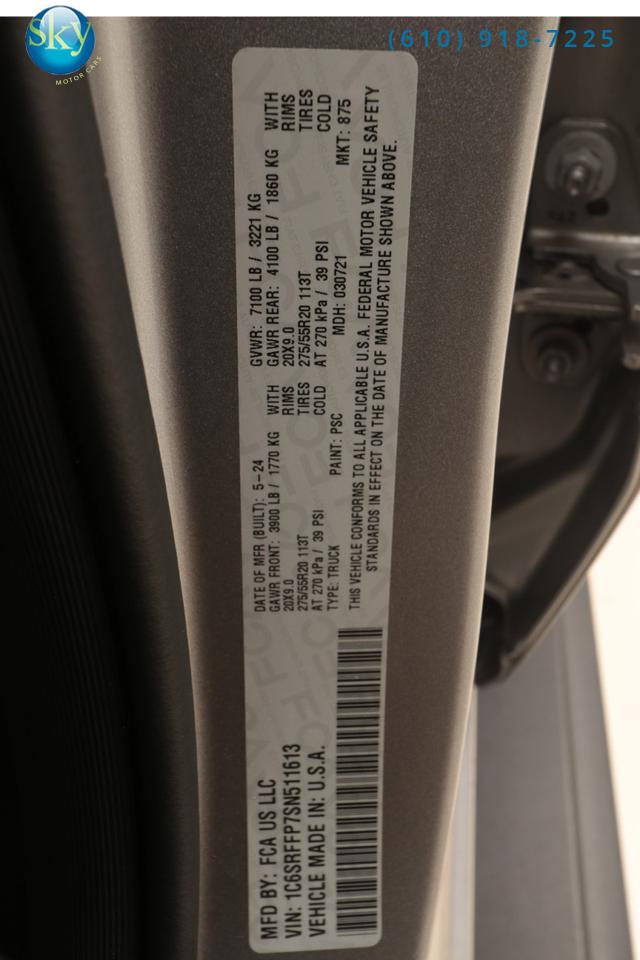 Sky
MOTOR CARS
(610) 918-7225
MFD BY: FCA US LLC
VIN: 1C6SRFFP7SN511613
VEHICLE MADE IN: U.S.A.
DATE OF MFR (BUILT): 5-24
GVWR: 7100 LB / 3221 KG
GAWR FRONT: 3900 LB / 1770 KG WITH
GAWR REAR: 4100 LB / 1860 KG WITH
20X9.0 RIMS
20X9.0 RIMS
275/55R20 113T TIRES
275/55R20 113T TIRES
AT 270 kPa / 39 PSI COLD
AT 270 kPa / 39 PSI COLD
TYPE: TRUCK PAINT: PSC MDH: 030721 MKT: 875
THIS VEHICLE CONFORMS TO ALL APPLICABLE U.S.A. FEDERAL MOTOR VEHICLE SAFETY
STANDARDS IN EFFECT ON THE DATE OF MANUFACTURE SHOWN ABOVE.